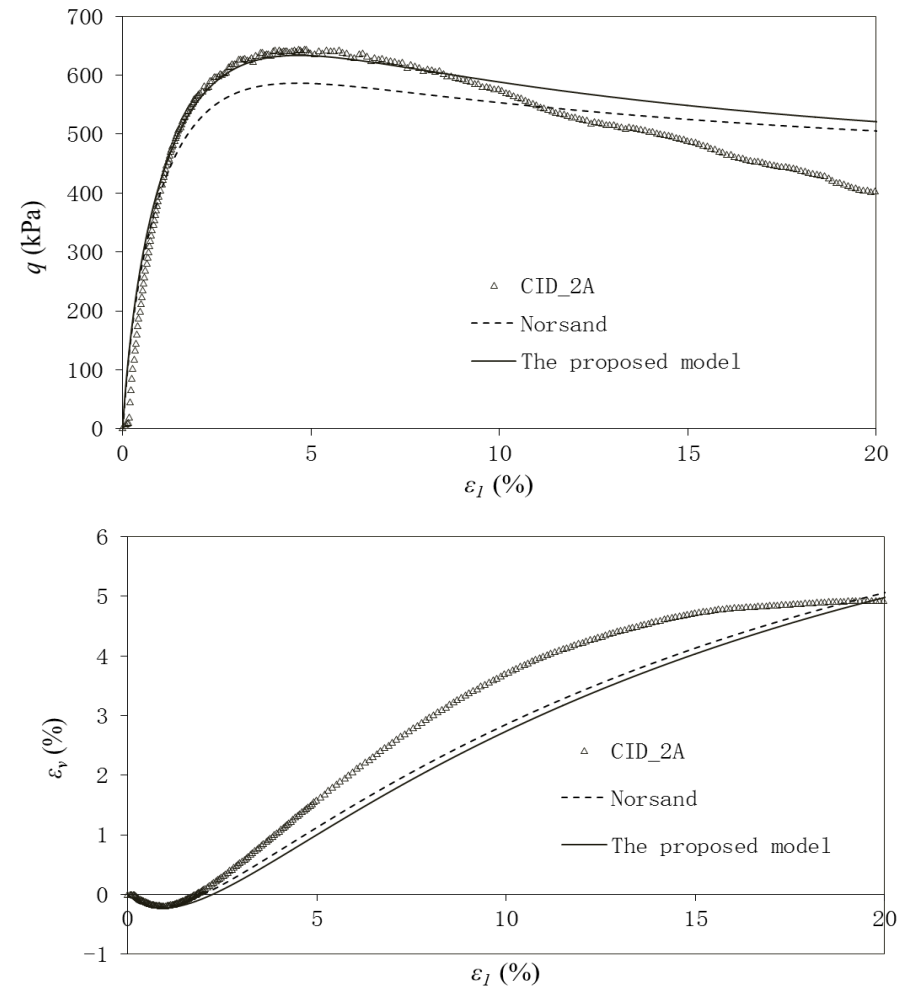 700
600
500
400
300
200
100
0
q (kPa)
CID_2A
Norsand
The proposed model
0 5 10 15 20
ε1 (%)
6
5
4
3
2
1
0
−1
εv (%)
CID_2A
Norsand
The proposed model
0 5 10 15 20
ε1 (%)